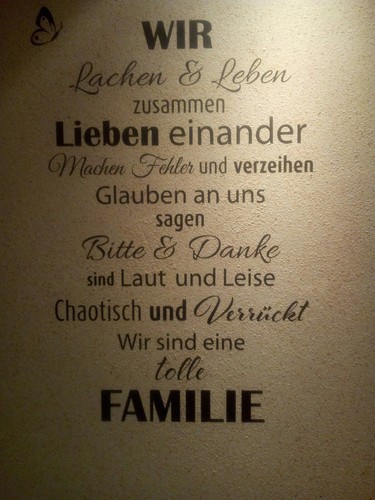 WIR
Lachen & Leben
zusammen
Lieben einander
Machen Fehler und verzeihen
Glauben an uns
sagen
Bitte & Danke
sind Laut und Leise
Chaotisch und Verrückt
Wir sind eine
tolle
FAMILIE